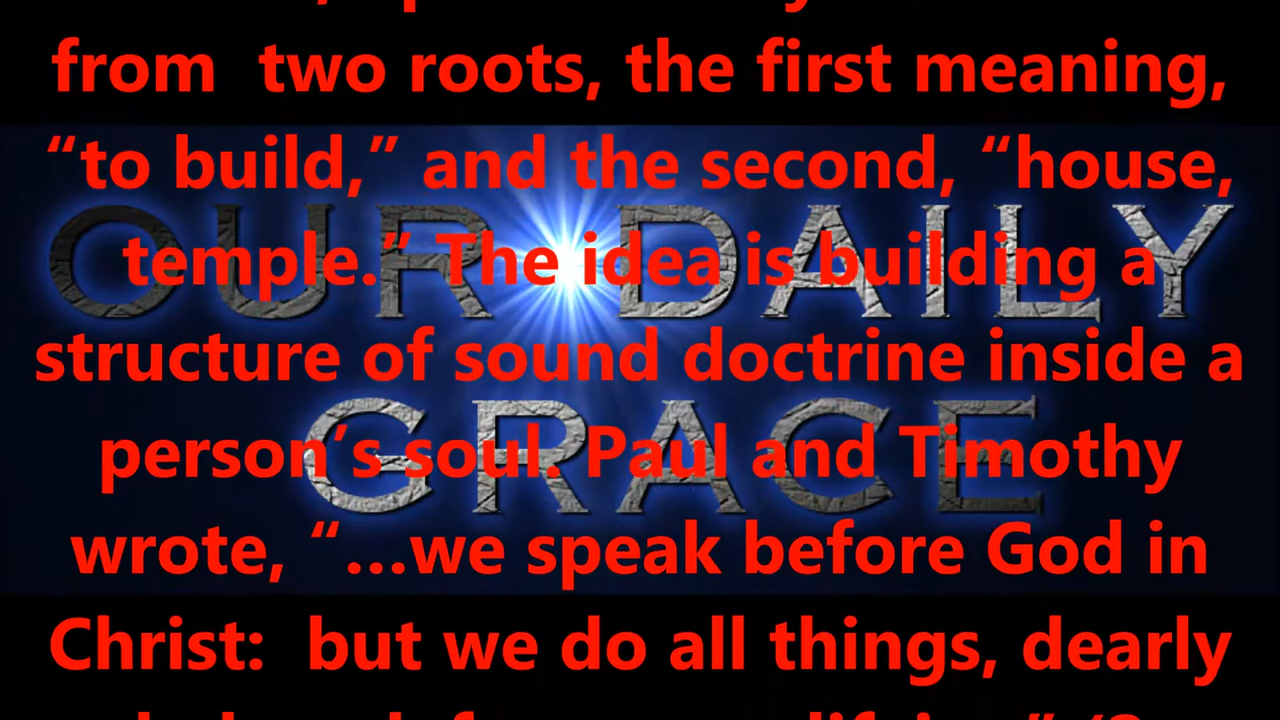 from two roots, the first meaning,
“to build,” and the second, “house,
temple.” The idea is building a
structure of sound doctrine inside a
person’s soul. Paul and Timothy
wrote, “…we speak before God in
Christ: but we do all things, dearly
OUR DAILY
GRACE